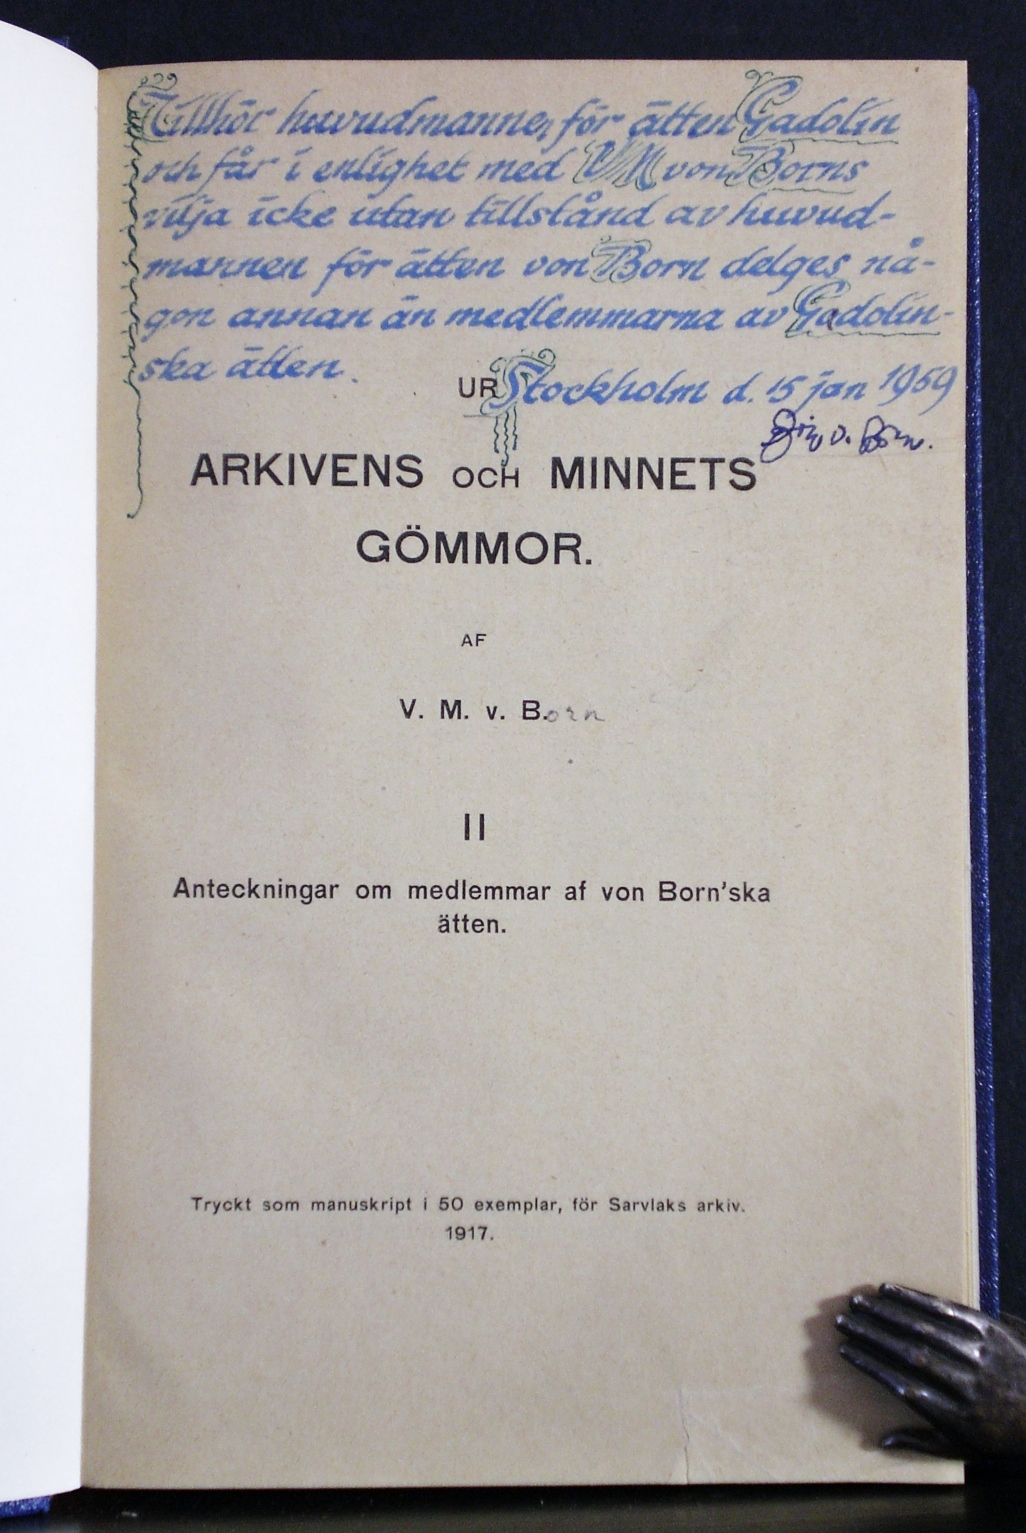 Tillhör huvudmannen för ätten Gadolin
och får i enlighet med VM von Borns
vilja icke utan tillstånd av huvud-
mannen för ätten von Born delges nå-
gon annan än medlemmarna av Gadolin-
ska ätten.
Stockholm d. 15 jan 1959
v. Born.
UR
ARKIVENS OCH MINNETS
GÖMMOR.
AF
V. M. v. B.orn
II
Anteckningar om medlemmar af von Born'ska
ätten.
Tryckt som manuskript i 50 exemplar, för Sarvlaks arkiv.
1917.